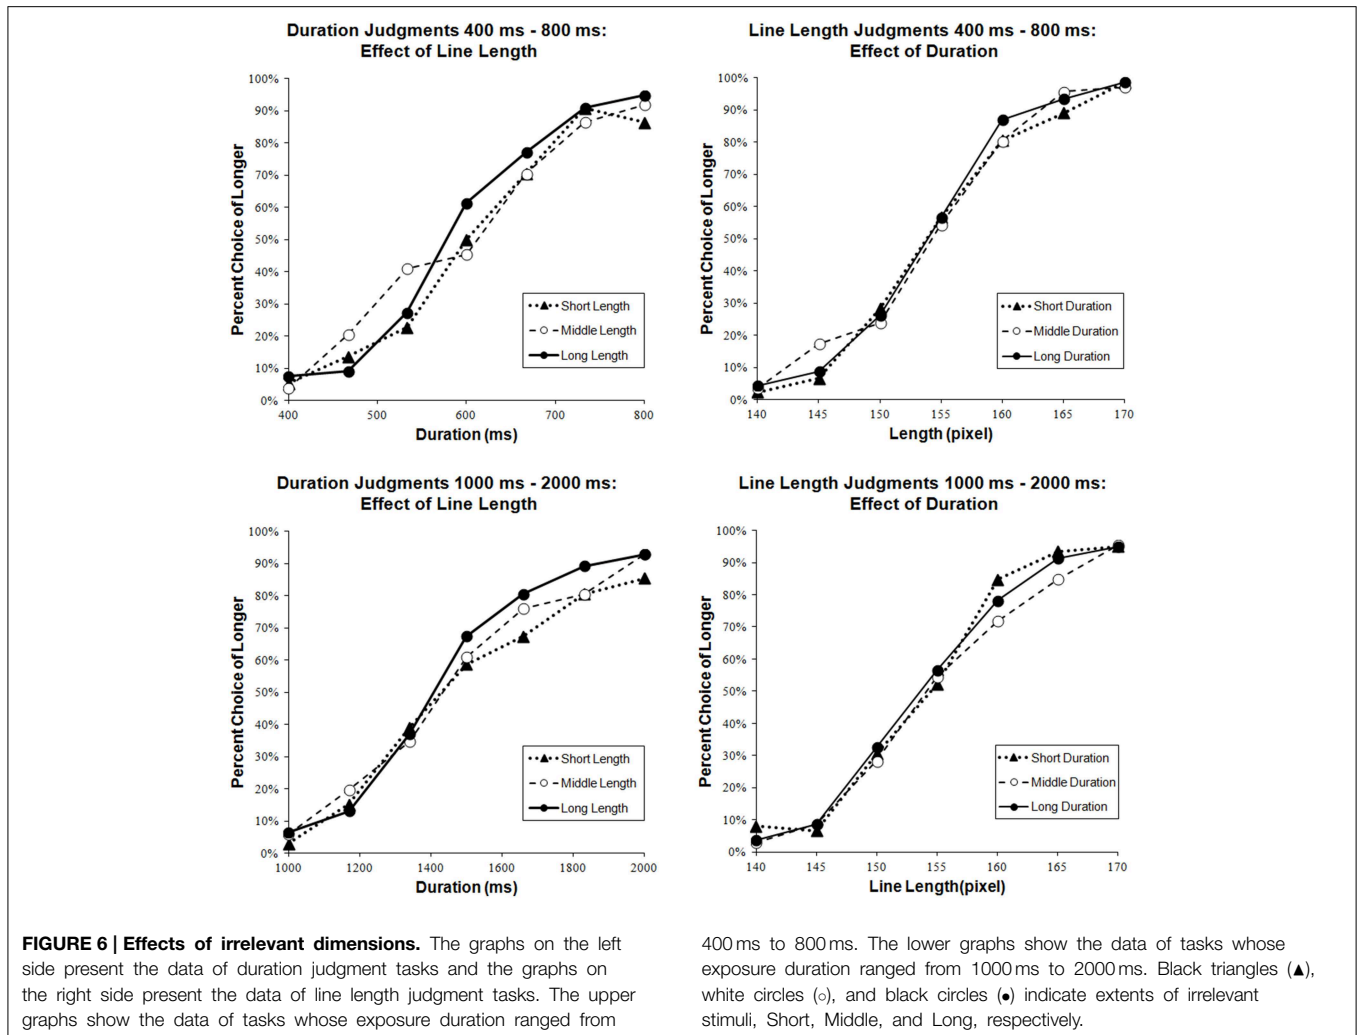 Duration Judgments 400 ms - 800 ms:
Effect of Line Length
Percent Choice of Longer
100%
90%
80%
70%
60%
50%
40%
30%
20%
10%
0%
400
500
600
700
800
Duration (ms)
Short Length
Middle Length
Long Length
Line Length Judgments 400 ms - 800 ms:
Effect of Duration
Percent Choice of Longer
100%
90%
80%
70%
60%
50%
40%
30%
20%
10%
0%
140
145
150
155
160
165
170
Length (pixel)
Short Duration
Middle Duration
Long Duration
Duration Judgments 1000 ms - 2000 ms:
Effect of Line Length
Percent Choice of Longer
100%
90%
80%
70%
60%
50%
40%
30%
20%
10%
0%
1000
1200
1400
1600
1800
2000
Duration (ms)
Short Length
Middle Length
Long Length
Line Length Judgments 1000 ms - 2000 ms:
Effect of Duration
Percent Choice of Longer
100%
90%
80%
70%
60%
50%
40%
30%
20%
10%
0%
140
145
150
155
160
165
170
Line Length(pixel)
Short Duration
Middle Duration
Long Duration
FIGURE 6 | Effects of irrelevant dimensions. The graphs on the left
side present the data of duration judgment tasks and the graphs on
the right side present the data of line length judgment tasks. The upper
graphs show the data of tasks whose exposure duration ranged from
400 ms to 800 ms. The lower graphs show the data of tasks whose
exposure duration ranged from 1000 ms to 2000 ms. Black triangles (▲),
white circles (○), and black circles (●) indicate extents of irrelevant
stimuli, Short, Middle, and Long, respectively.